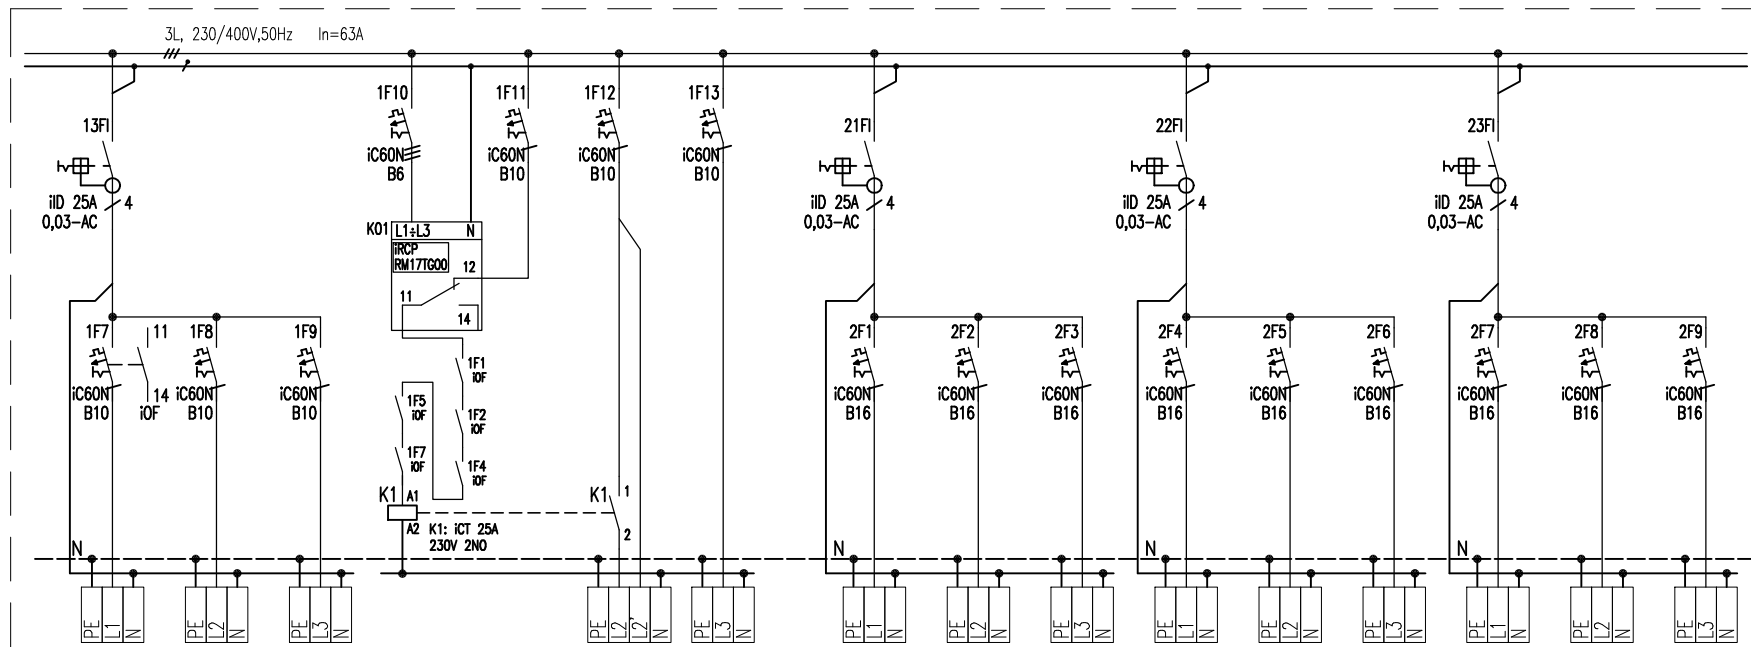 3L, 230/400V,50Hz In=63A
1F10 1F11 1F12 1F13
13FI 21FI 22FI 23FI
iC60N iC60N iC60N iC60N
B6 B10 B10 B10
iID 25A 4 iID 25A 4 iID 25A 4 iID 25A 4
0,03-AC 0,03-AC 0,03-AC 0,03-AC
K01 L1÷L3 N
iRCP
RM17TG00 12
11
14
1F7 11 1F8 1F9 2F1 2F2 2F3 2F4 2F5 2F6 2F7 2F8 2F9
1F1
iOF
iC60N 14 iC60N iC60N iC60N iC60N iC60N iC60N iC60N iC60N iC60N iC60N iC60N
B10 iOF B10 B10 B16 B16 B16 B16 B16 B16 B16 B16 B16
1F5 1F2
iOF iOF
1F7 1F4
iOF iOF
K1 A1 K1 1
A2 K1: iCT 25A 2
230V 2NO
N N N N
PE L1 N PE L2 N PE L3 N PE L2 L2' N PE L3 N PE L1 N PE L2 N PE L3 N PE L1 N PE L2 N PE L3 N PE L1 N PE L2 N PE L3 N